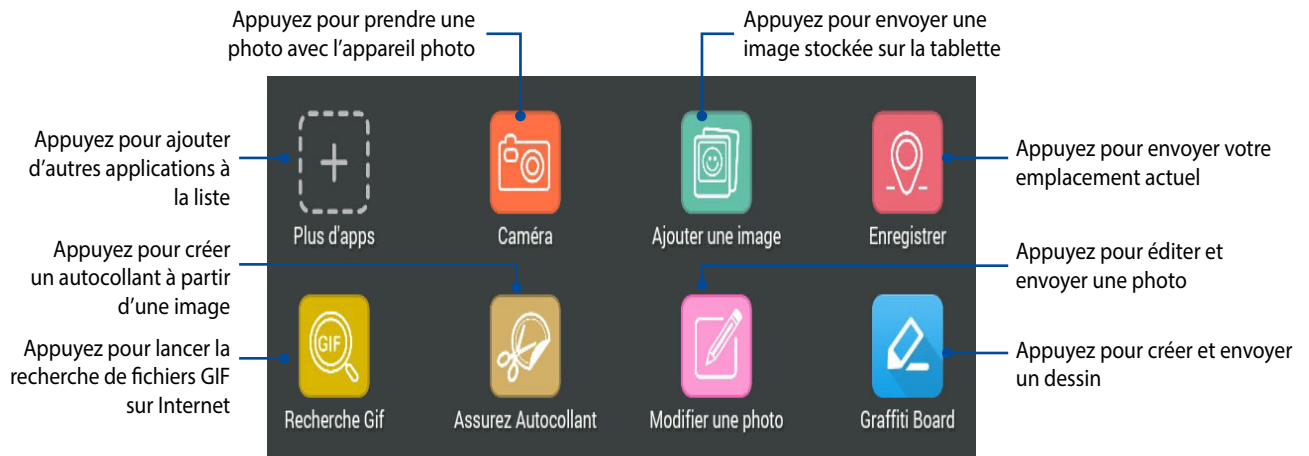 Appuyez pour prendre une
photo avec l'appareil photo
Appuyez pour envoyer une
image stockée sur la tablette
Appuyez pour ajouter
d'autres applications à
la liste
Appuyez pour envoyer votre
emplacement actuel
Plus d'apps
Caméra
Ajouter une image
Enregistrer
Appuyez pour créer
un autocollant à partir
d'une image
Appuyez pour éditer et
envoyer une photo
Appuyez pour lancer la
recherche de fichiers GIF
sur Internet
GIF
Appuyez pour créer et envoyer
un dessin
Recherche Gif
Assurez Autocollant
Modifier une photo
Graffiti Board